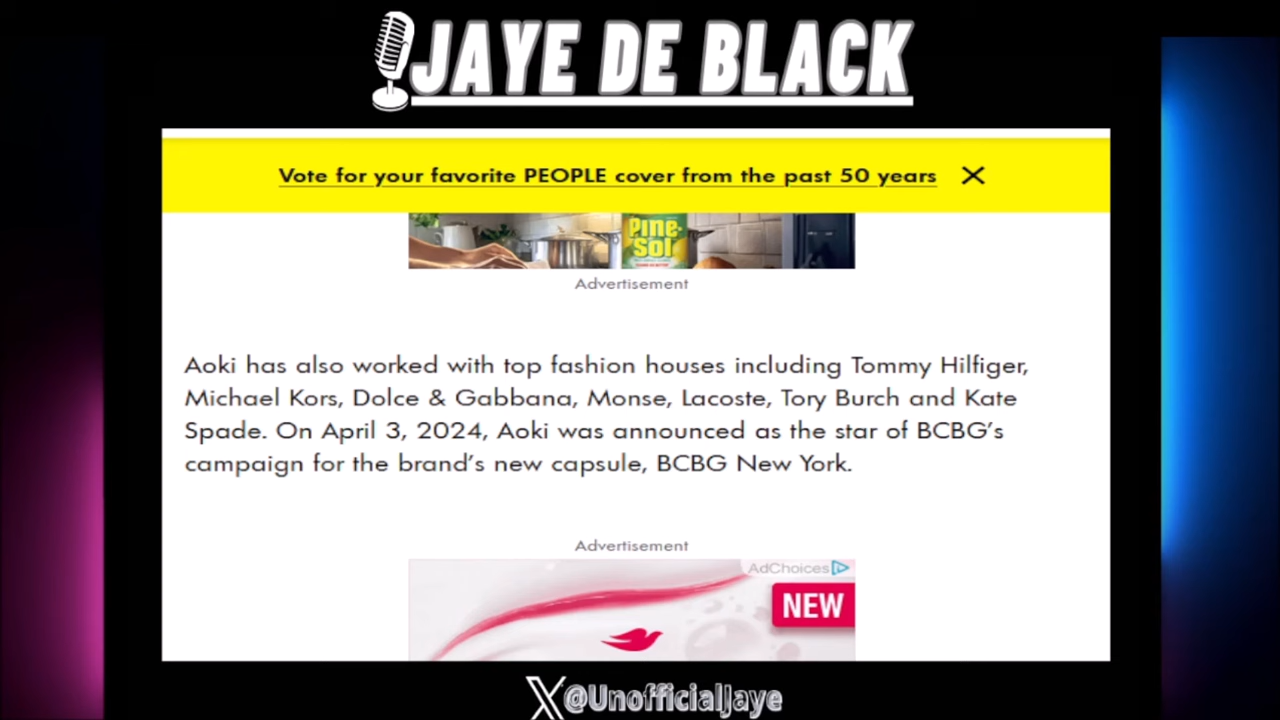 JAYE DE BLACK
Vote for your favorite PEOPLE cover from the past 50 years
Pine-
Sol
Advertisement
Aoki has also worked with top fashion houses including Tommy Hilfiger,
Michael Kors, Dolce & Gabbana, Monse, Lacoste, Tory Burch and Kate
Spade. On April 3, 2024, Aoki was announced as the star of BCBG’s
campaign for the brand’s new capsule, BCBG New York.
Advertisement
AdChoices
NEW
X@UnofficialJaye